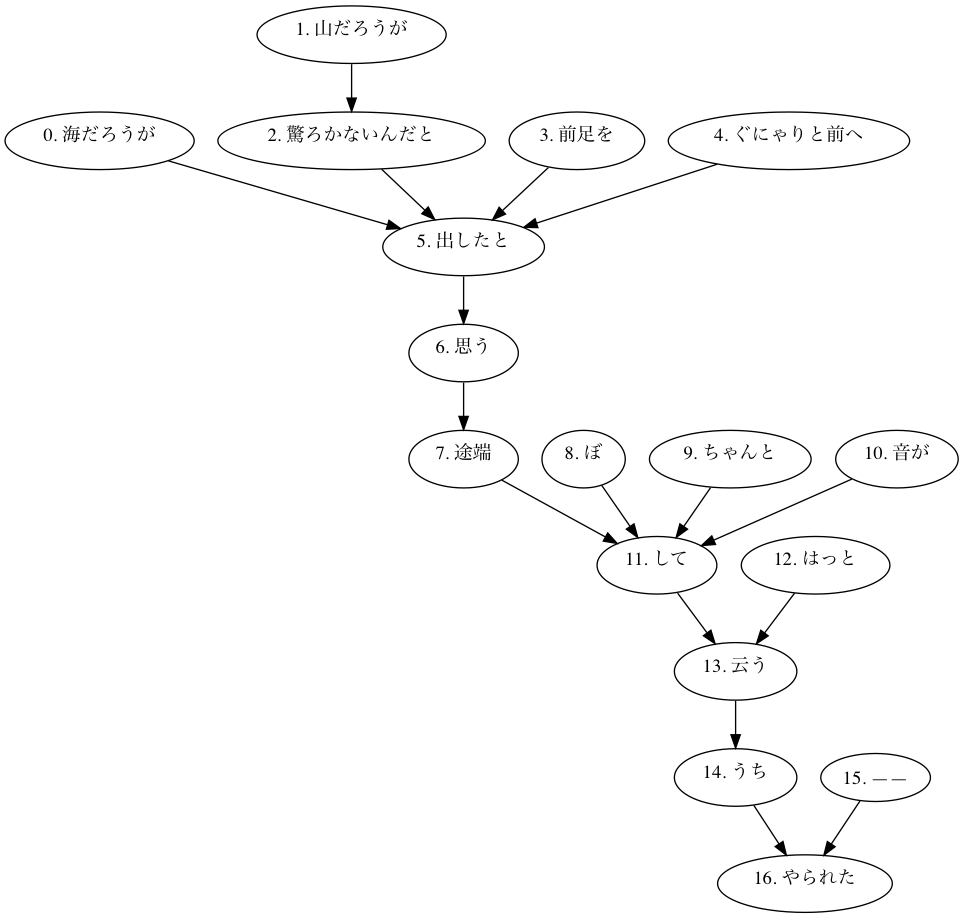 1. 山だろうが
0. 海だろうが
2. 驚ろかないんだと
3. 前足を
4. ぐにゃりと前へ
5. 出したと
6. 思う
7. 途端
8. ぼ
9. ちゃんと
10. 音が
11. して
12. はっと
13. 云う
14. うち
15. ——
16. やられた